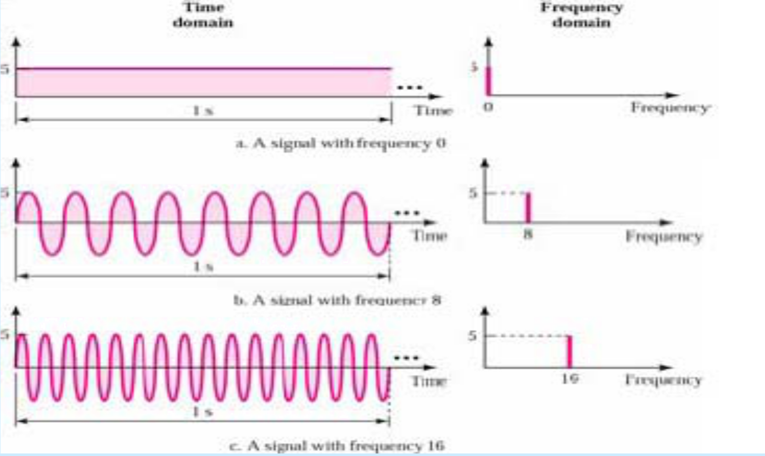 Time
domain
Frequency
domain
5
...
1 s
Time
5
0
Frequency
a. A signal with frequency 0
5
...
1 s
Time
5
8
Frequency
b. A signal with frequency 8
5
...
1 s
Time
5
16
Frequency
c. A signal with frequency 16